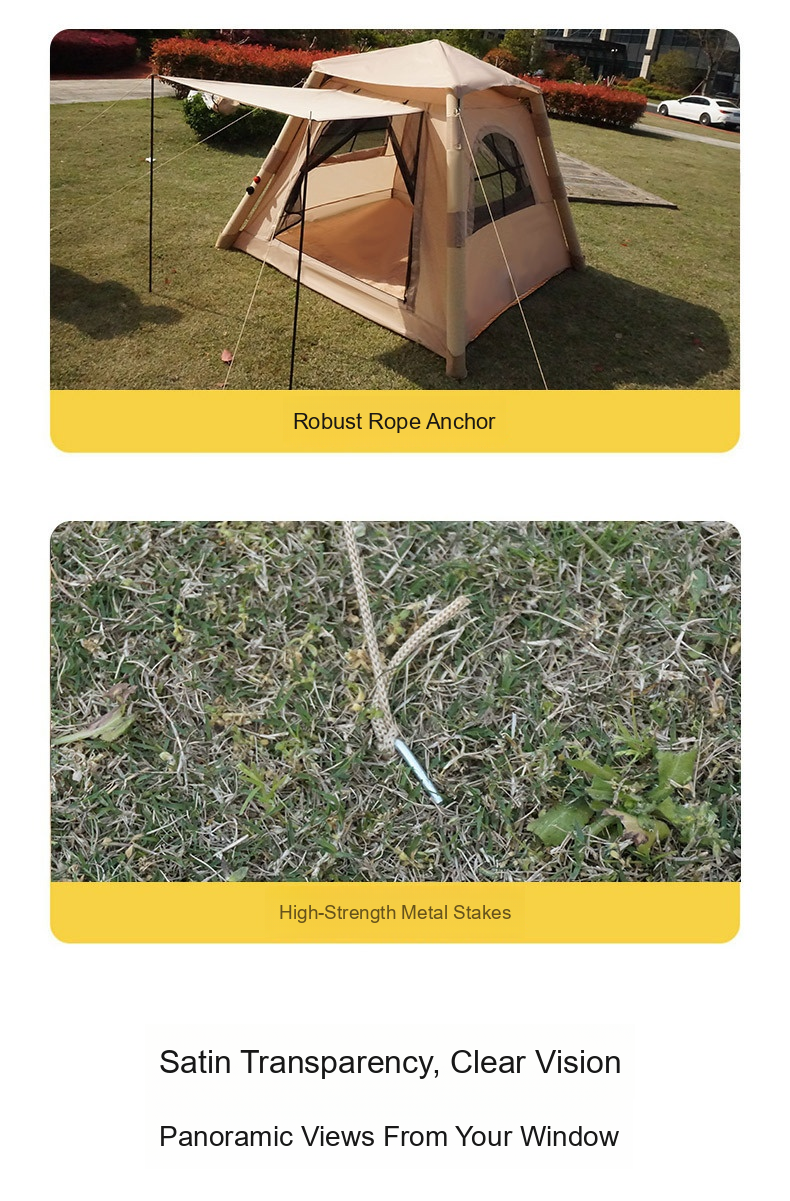 Robust Rope Anchor
High-Strength Metal Stakes
Satin Transparency, Clear Vision
Panoramic Views From Your Window